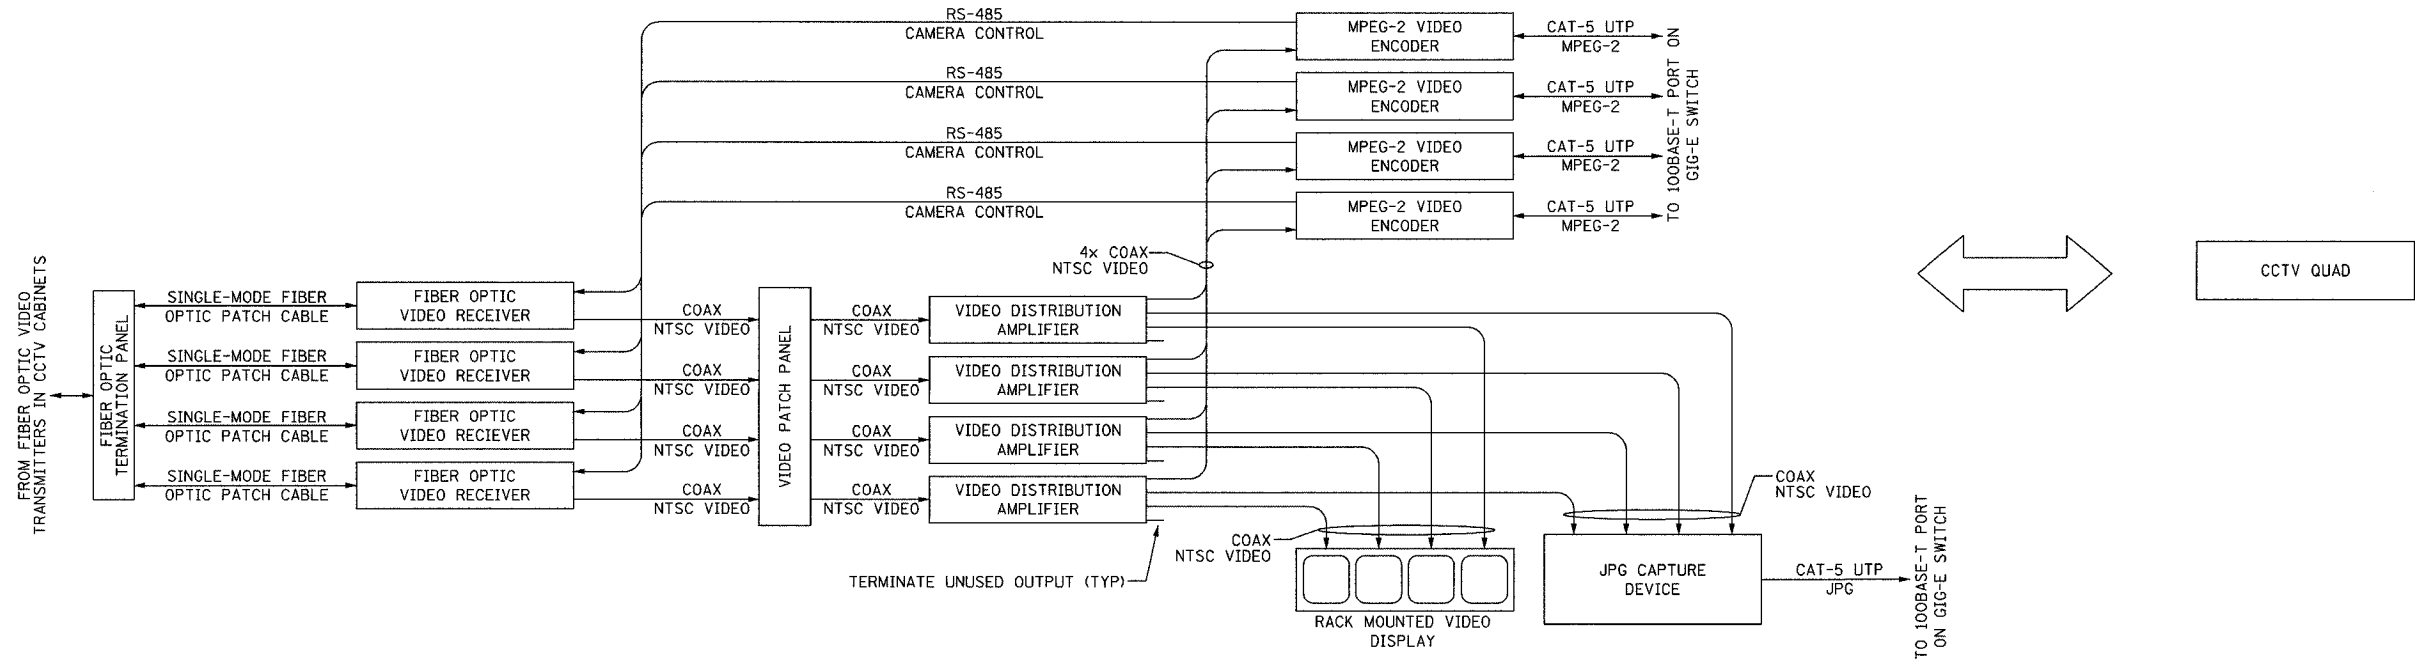 RS-485
CAMERA CONTROL
MPEG-2 VIDEO
ENCODER
CAT-5 UTP
MPEG-2
RS-485
CAMERA CONTROL
MPEG-2 VIDEO
ENCODER
CAT-5 UTP
MPEG-2
RS-485
CAMERA CONTROL
MPEG-2 VIDEO
ENCODER
CAT-5 UTP
MPEG-2
RS-485
CAMERA CONTROL
MPEG-2 VIDEO
ENCODER
CAT-5 UTP
MPEG-2
TO 100BASE-T PORT ON
GIG-E SWITCH
4x COAX
NTSC VIDEO
CCTV QUAD
FROM FIBER OPTIC VIDEO
TRANSMITTERS IN CCTV CABINETS
FIBER OPTIC
TERMINATION PANEL
SINGLE-MODE FIBER
OPTIC PATCH CABLE
FIBER OPTIC
VIDEO RECEIVER
COAX
NTSC VIDEO
SINGLE-MODE FIBER
OPTIC PATCH CABLE
FIBER OPTIC
VIDEO RECEIVER
COAX
NTSC VIDEO
SINGLE-MODE FIBER
OPTIC PATCH CABLE
FIBER OPTIC
VIDEO RECIEVER
COAX
NTSC VIDEO
SINGLE-MODE FIBER
OPTIC PATCH CABLE
FIBER OPTIC
VIDEO RECEIVER
COAX
NTSC VIDEO
VIDEO PATCH PANEL
COAX
NTSC VIDEO
VIDEO DISTRIBUTION
AMPLIFIER
COAX
NTSC VIDEO
VIDEO DISTRIBUTION
AMPLIFIER
COAX
NTSC VIDEO
VIDEO DISTRIBUTION
AMPLIFIER
COAX
NTSC VIDEO
VIDEO DISTRIBUTION
AMPLIFIER
TERMINATE UNUSED OUTPUT (TYP)
COAX
NTSC VIDEO
RACK MOUNTED VIDEO
DISPLAY
COAX
NTSC VIDEO
JPG CAPTURE
DEVICE
CAT-5 UTP
JPG
TO 100BASE-T PORT
ON GIG-E SWITCH